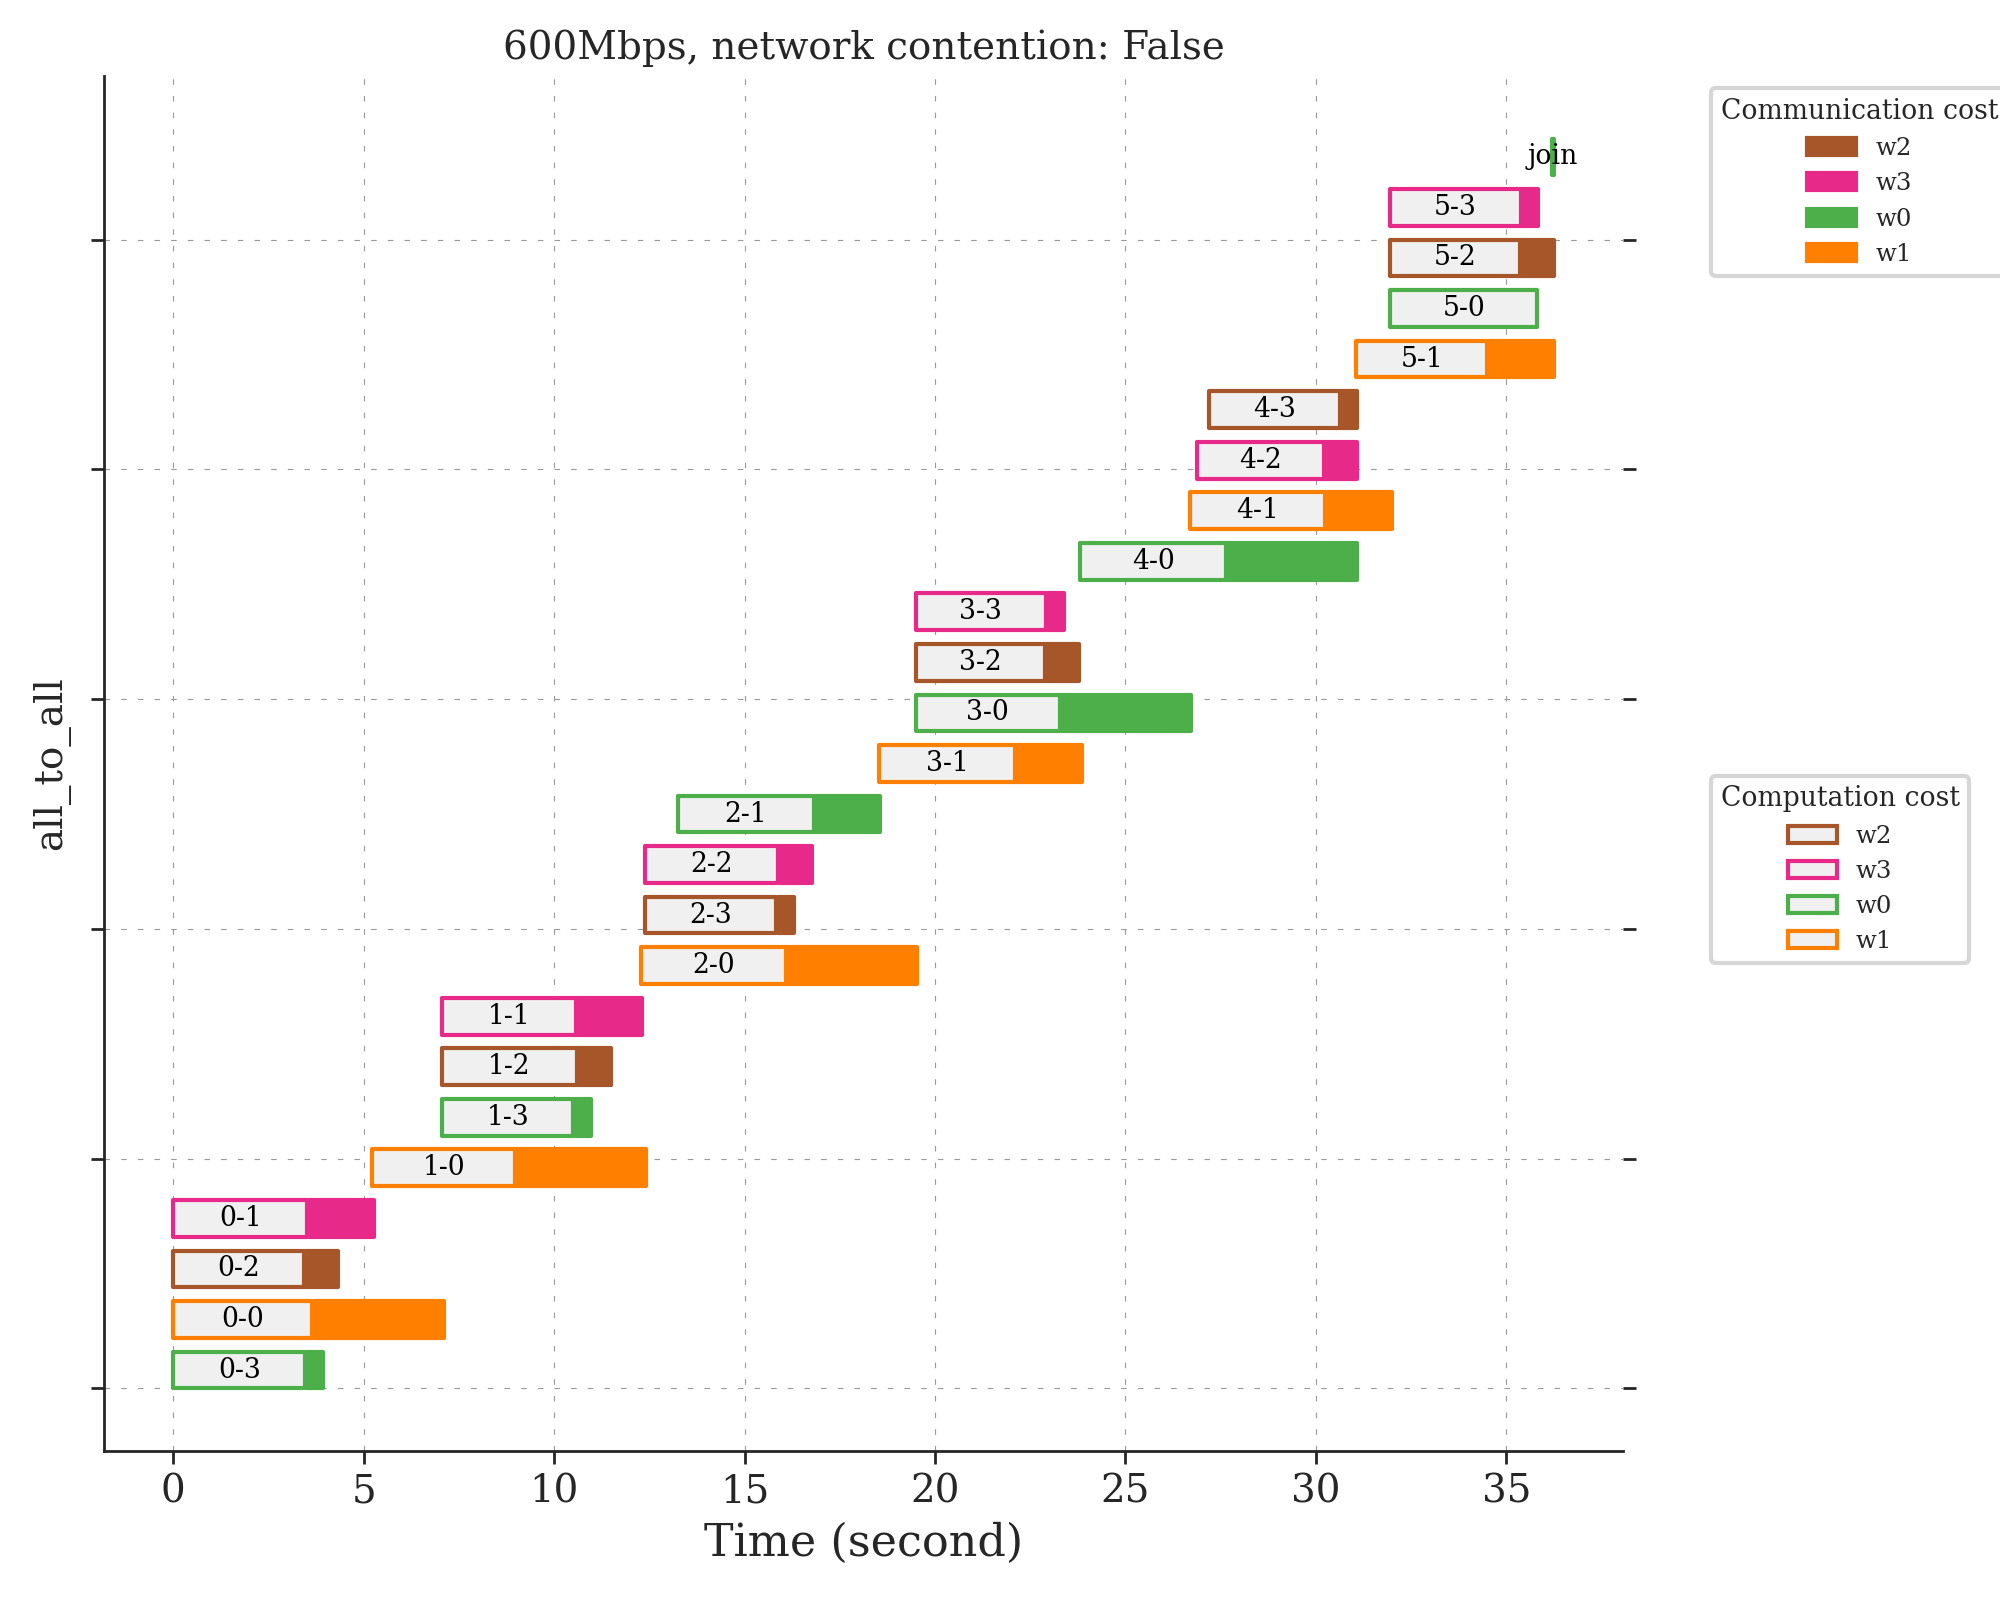 600Mbps, network contention: False
Communication cost
w2
w3
w0
w1
join
5-3
5-2
5-0
5-1
4-3
4-2
4-1
4-0
3-3
3-2
3-0
3-1
2-1
2-2
2-3
2-0
1-1
1-2
1-3
1-0
0-1
0-2
0-0
0-3
Computation cost
w2
w3
w0
w1
all_to_all
0 5 10 15 20 25 30 35
Time (second)